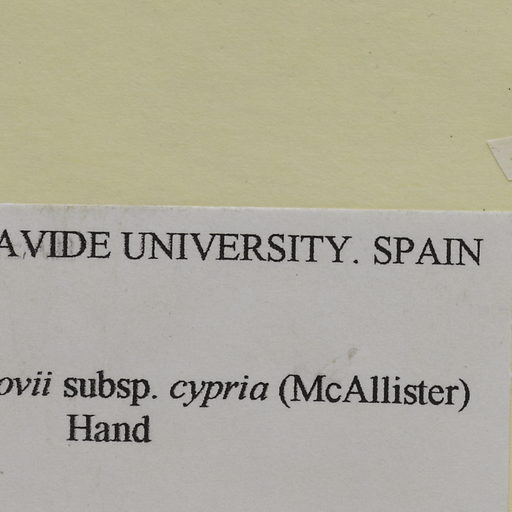 AVIDE UNIVERSITY. SPAIN
ovii subsp. cypria (McAllister)
Hand